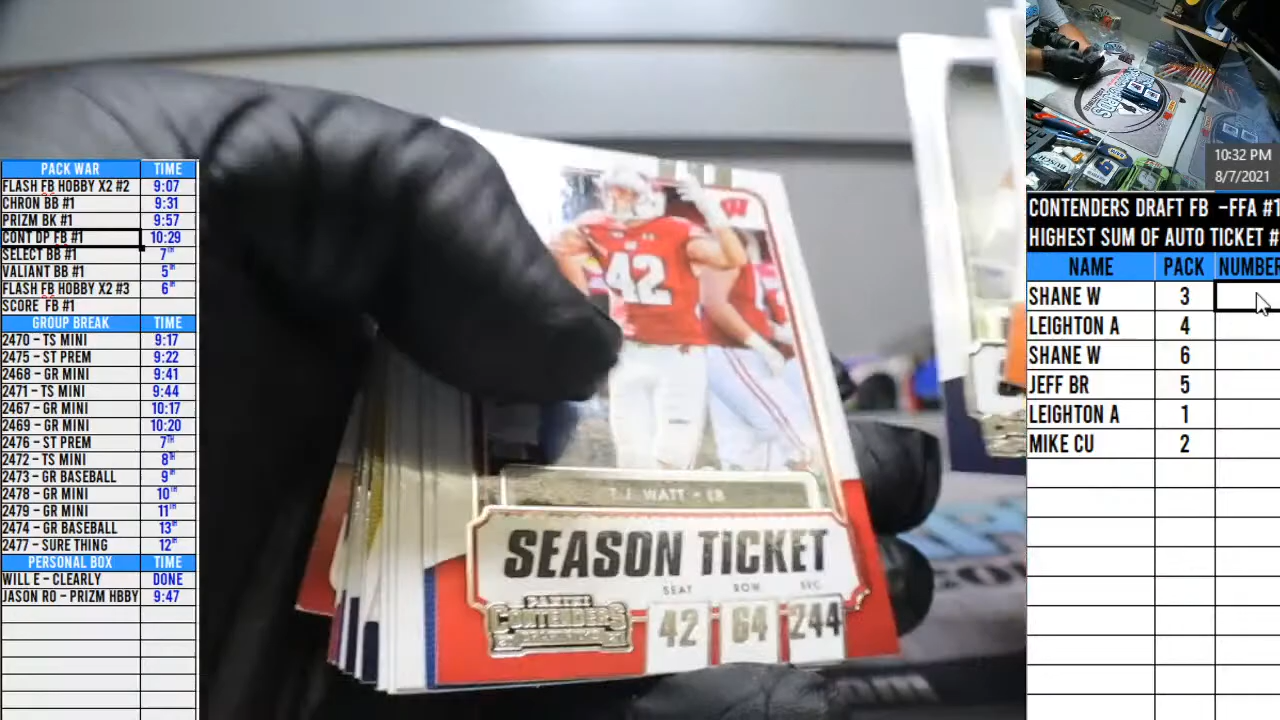 PACK WAR TIME
FLASH FB HOBBY X2 #2 9:07
CHRON BB #1 9:31
PRIZM BK #1 9:57
CONT DP FB #1 10:29
SELECT BB #1 7TH
VALIANT BB #1 5TH
FLASH FB HOBBY X2 #3 6TH
SCORE FB #1
GROUP BREAK TIME
2470 - TS MINI 9:17
2475 - ST PREM 9:22
2468 - GR MINI 9:41
2471 - TS MINI 9:44
2467 - GR MINI 10:17
2469 - GR MINI 10:20
2476 - ST PREM 7TH
2472 - TS MINI 8TH
2473 - GR BASEBALL 9TH
2478 - GR MINI 10TH
2479 - GR MINI 11TH
2474 - GR BASEBALL 13TH
2477 - SURE THING 12TH
PERSONAL BOX TIME
WILL E - CLEARLY DONE
JASON RO - PRIZM HBBY 9:47
W
42
T.J. WATT - LB
SEASON TICKET
SEAT ROW SEC
PANINI
CONTENDERS
42 64 244
10:32 PM
8/7/2021
CONTENDERS DRAFT FB -FFA #1
HIGHEST SUM OF AUTO TICKET #
NAME PACK NUMBER
SHANE W 3
LEIGHTON A 4
SHANE W 6
JEFF BR 5
LEIGHTON A 1
MIKE CU 2